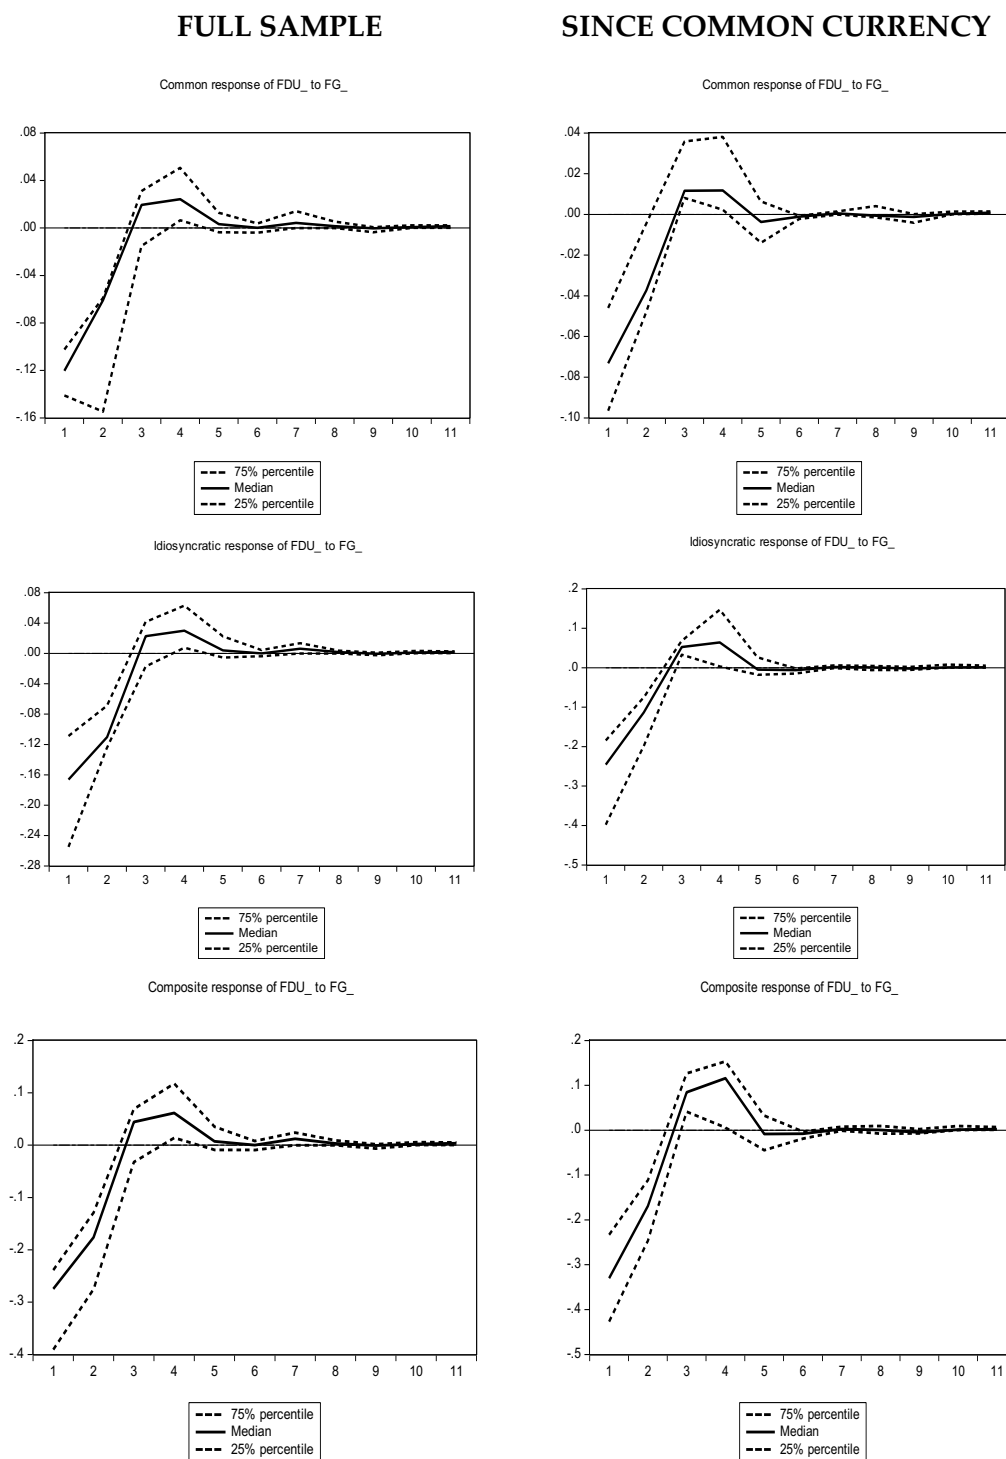 FULL SAMPLE
SINCE COMMON CURRENCY
Common response of FDU_ to FG_
.08
.04
.00
-.04
-.08
-.12
-.16
1 2 3 4 5 6 7 8 9 10 11
75% percentile
Median
25% percentile
Common response of FDU_ to FG_
.04
.02
.00
-.02
-.04
-.06
-.08
-.10
1 2 3 4 5 6 7 8 9 10 11
75% percentile
Median
25% percentile
Idiosyncratic response of FDU_ to FG_
.08
.04
.00
-.04
-.08
-.12
-.16
-.20
-.24
-.28
1 2 3 4 5 6 7 8 9 10 11
75% percentile
Median
25% percentile
Idiosyncratic response of FDU_ to FG_
.2
.1
.0
-.1
-.2
-.3
-.4
-.5
1 2 3 4 5 6 7 8 9 10 11
75% percentile
Median
25% percentile
Composite response of FDU_ to FG_
.2
.1
.0
-.1
-.2
-.3
-.4
1 2 3 4 5 6 7 8 9 10 11
75% percentile
Median
25% percentile
Composite response of FDU_ to FG_
.2
.1
.0
-.1
-.2
-.3
-.4
-.5
1 2 3 4 5 6 7 8 9 10 11
75% percentile
Median
25% percentile